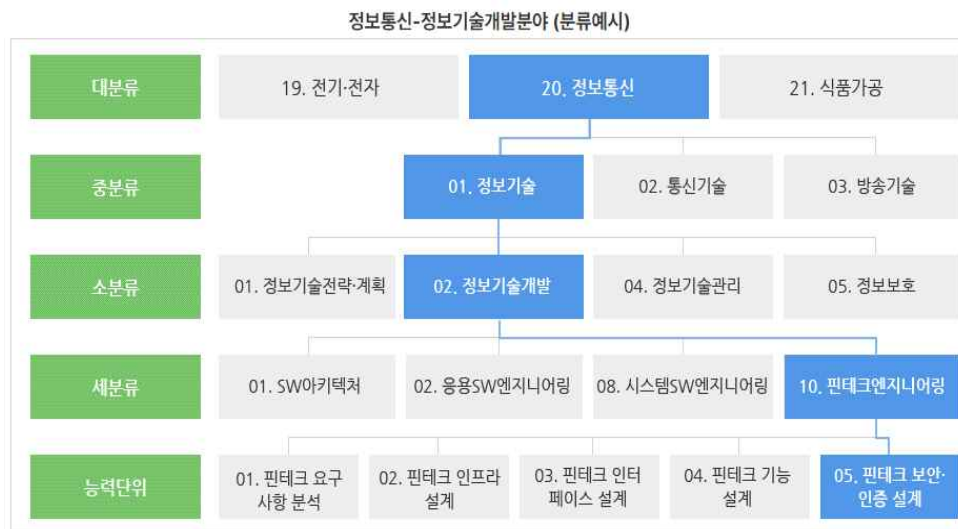 정보통신-정보기술개발분야 (분류예시)
대분류
19. 전기·전자
20. 정보통신
21. 식품가공
중분류
01. 정보기술
02. 통신기술
03. 방송기술
소분류
01. 정보기술전략·계획
02. 정보기술개발
04. 정보기술관리
05. 정보보호
세분류
01. SW아키텍처
02. 응용SW엔지니어링
08. 시스템SW엔지니어링
10. 핀테크엔지니어링
능력단위
01. 핀테크 요구
사항 분석
02. 핀테크 인프라
설계
03. 핀테크 인터
페이스 설계
04. 핀테크 기능
설계
05. 핀테크 보안·
인증 설계